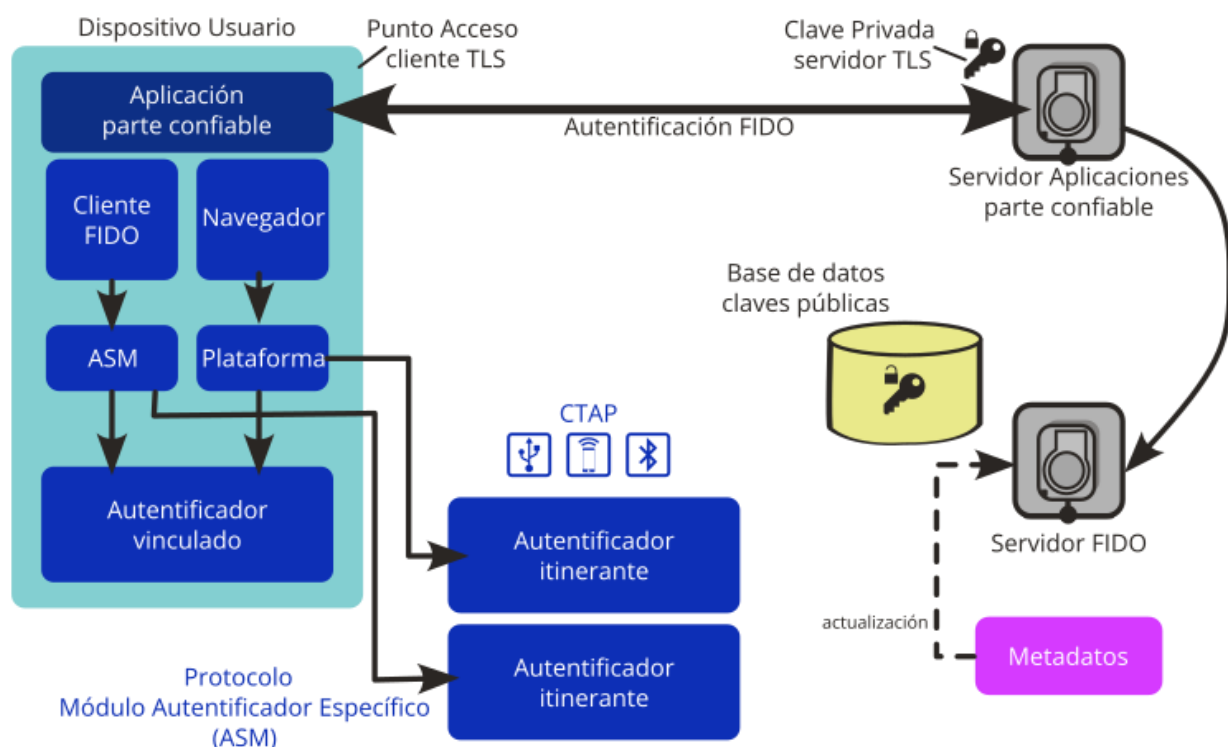 Dispositivo Usuario
Punto Acceso
cliente TLS
Clave Privada
servidor TLS
Aplicación
parte confiable
Autentificación FIDO
Servidor Aplicaciones
parte confiable
Cliente
FIDO
Navegador
Base de datos
claves públicas
ASM
Plataforma
CTAP
Autentificador
vinculado
Autentificador
itinerante
Servidor FIDO
actualización
Metadatos
Autentificador
itinerante
Protocolo
Módulo Autentificador Específico
(ASM)